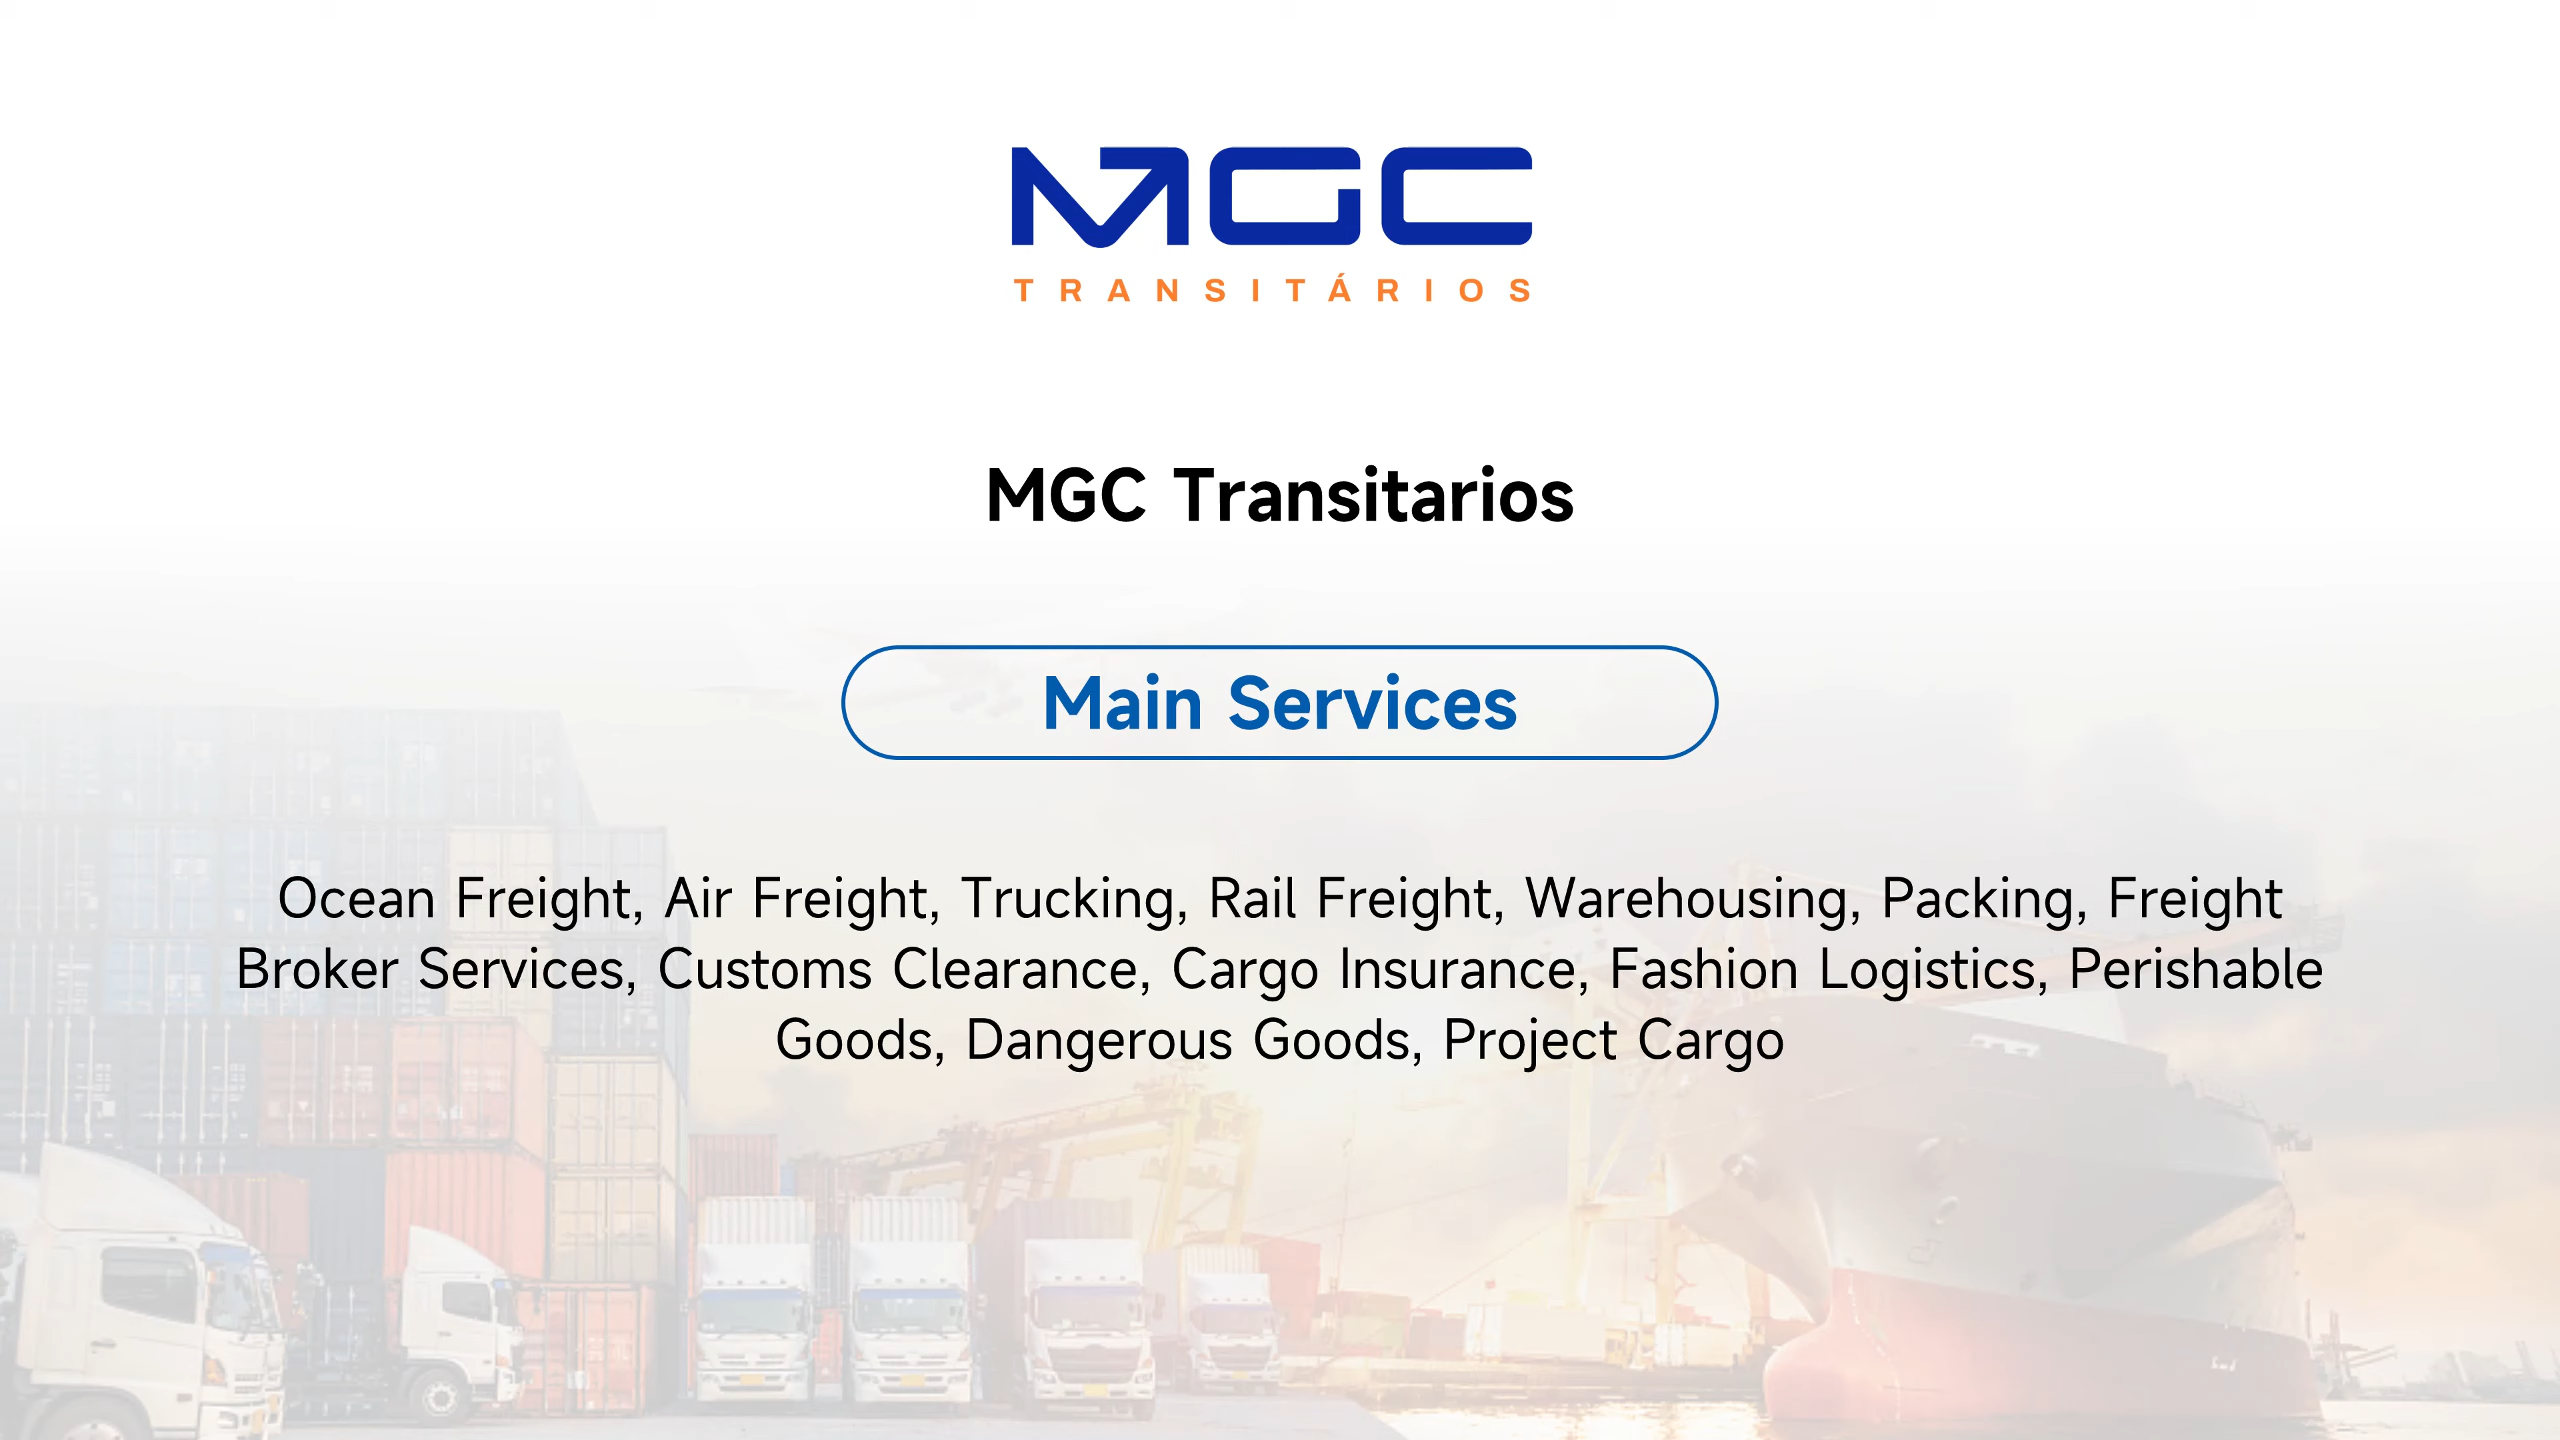 MGC
TRANSITÁRIOS
MGC Transitarios
Main Services
Ocean Freight, Air Freight, Trucking, Rail Freight, Warehousing, Packing, Freight
Broker Services, Customs Clearance, Cargo Insurance, Fashion Logistics, Perishable
Goods, Dangerous Goods, Project Cargo